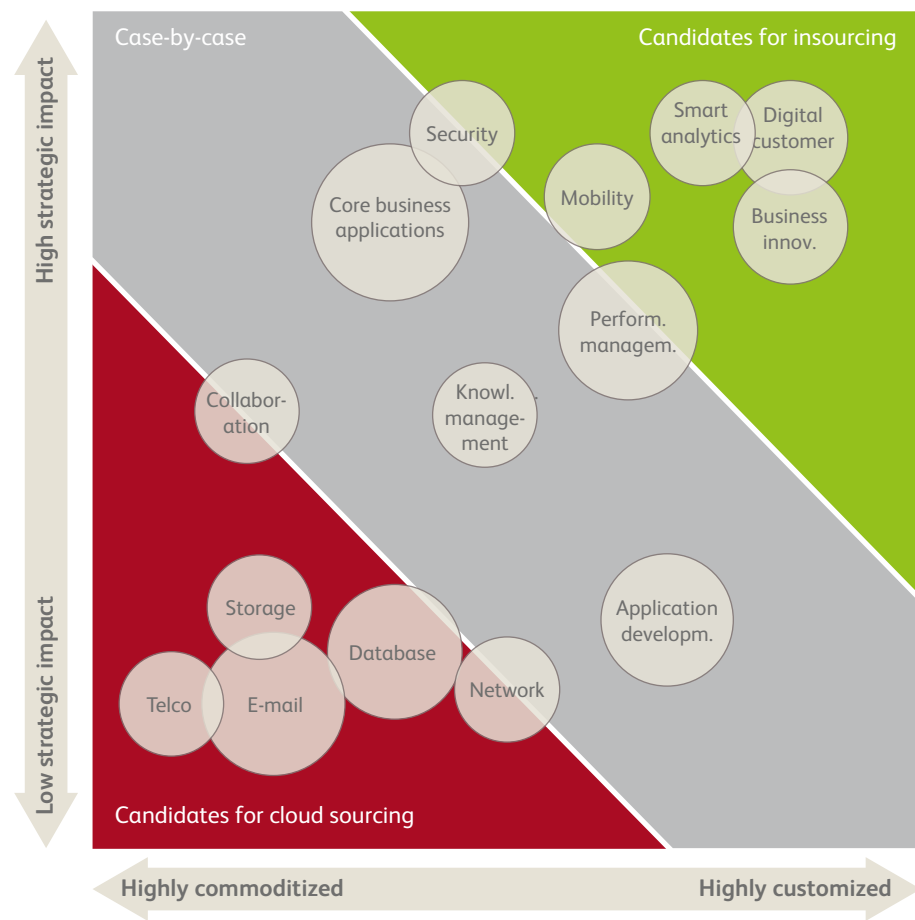 Case-by-case
Candidates for insourcing
High strategic impact
Low strategic impact
Security
Smart
analytics
Digital
customer
Core business
applications
Mobility
Business
innov.
Perform.
managem.
Collabor-
ation
Knowl.
manage-
ment
Storage
Application
developm.
Database
Telco
E-mail
Network
Candidates for cloud sourcing
Highly commoditized
Highly customized